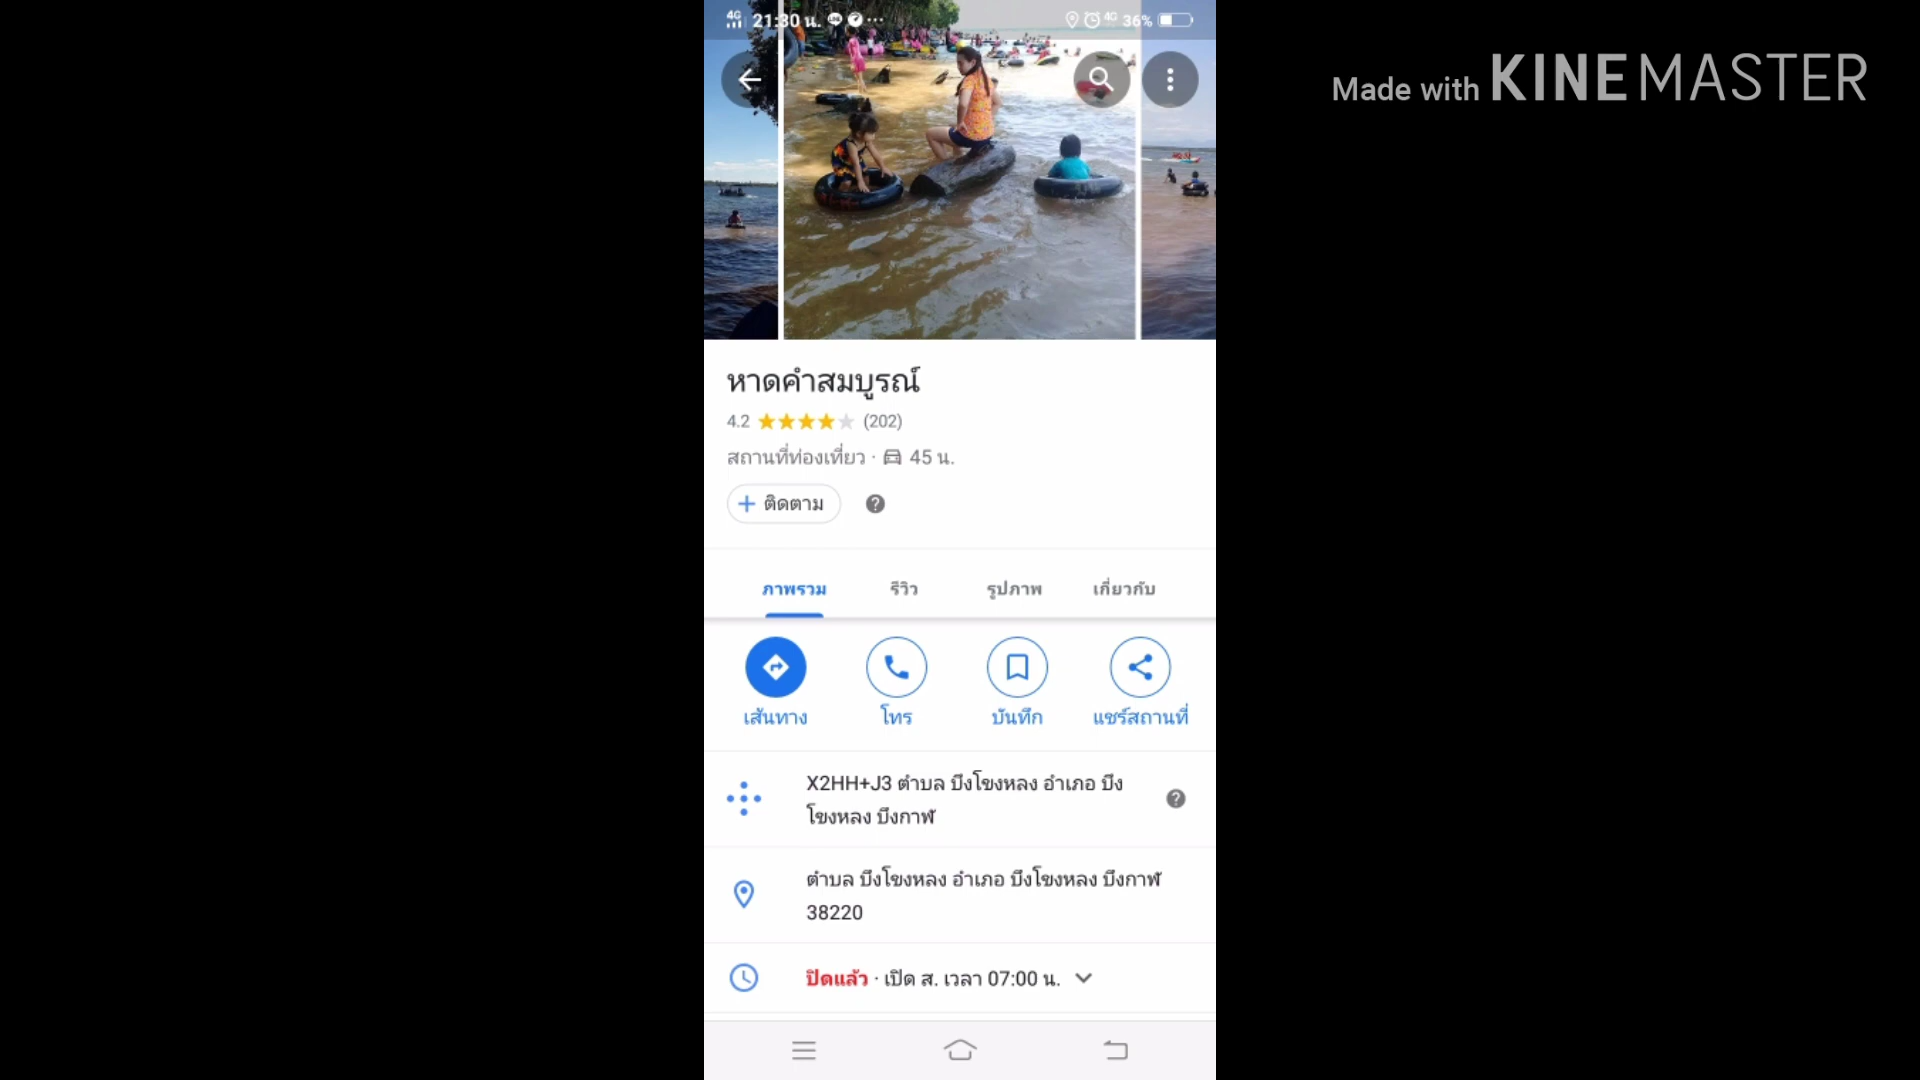 4G 21:30 น. ... 4G 36%
Made with KINEMASTER
หาดคำสมบูรณ์
4.2 (202)
สถานที่ท่องเที่ยว · 45 น.
+ ติดตาม ?
ภาพรวม รีวิว รูปภาพ เกี่ยวกับ
เส้นทาง โทร บันทึก แชร์สถานที่
X2HH+J3 ตำบล บึงโขงหลง อำเภอ บึง
โขงหลง บึงกาฬ
ตำบล บึงโขงหลง อำเภอ บึงโขงหลง บึงกาฬ
38220
ปิดแล้ว · เปิด ส. เวลา 07:00 น.